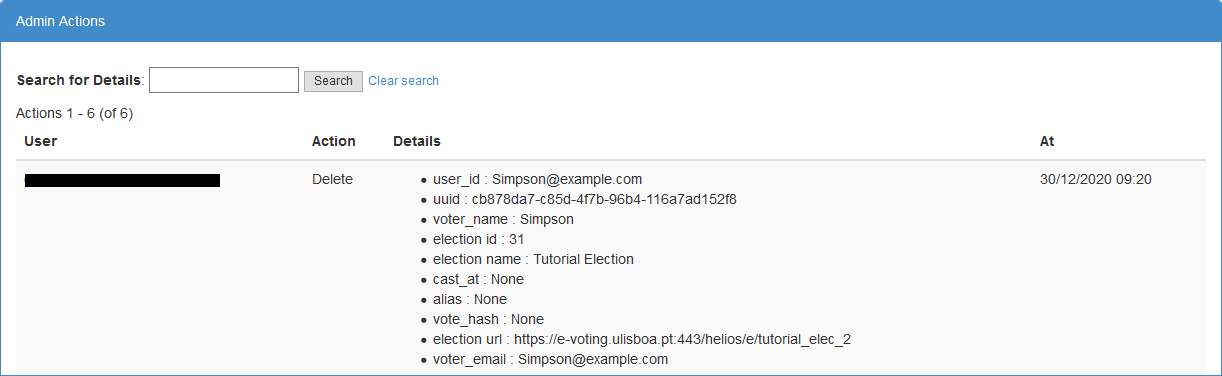 Admin Actions
Search for Details: Search Clear search
Actions 1 - 6 (of 6)
User Action Details At
Delete user_id : Simpson@example.com 30/12/2020 09:20
uuid : cb878da7-c85d-4f7b-96b4-116a7ad152f8
voter_name : Simpson
election id : 31
election name : Tutorial Election
cast_at : None
alias : None
vote_hash : None
election url : https://e-voting.ulisboa.pt:443/helios/e/tutorial_elec_2
voter_email : Simpson@example.com